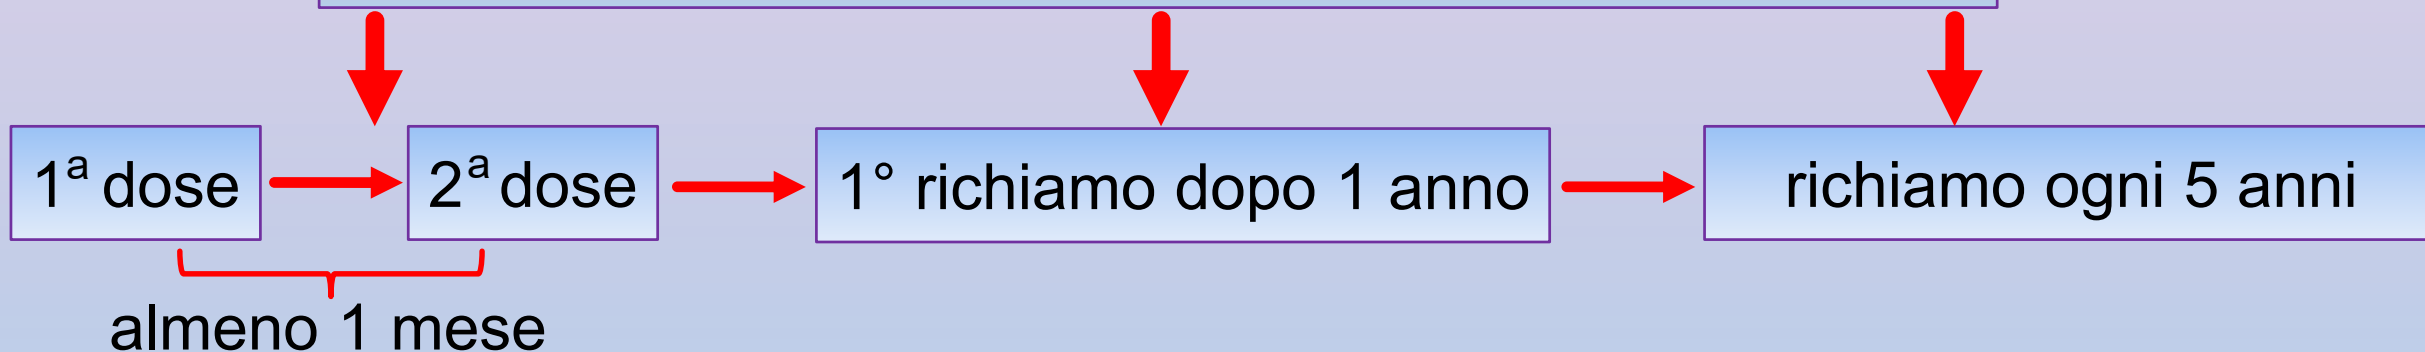 1ª dose
2ª dose
1° richiamo dopo 1 anno
richiamo ogni 5 anni
almeno 1 mese